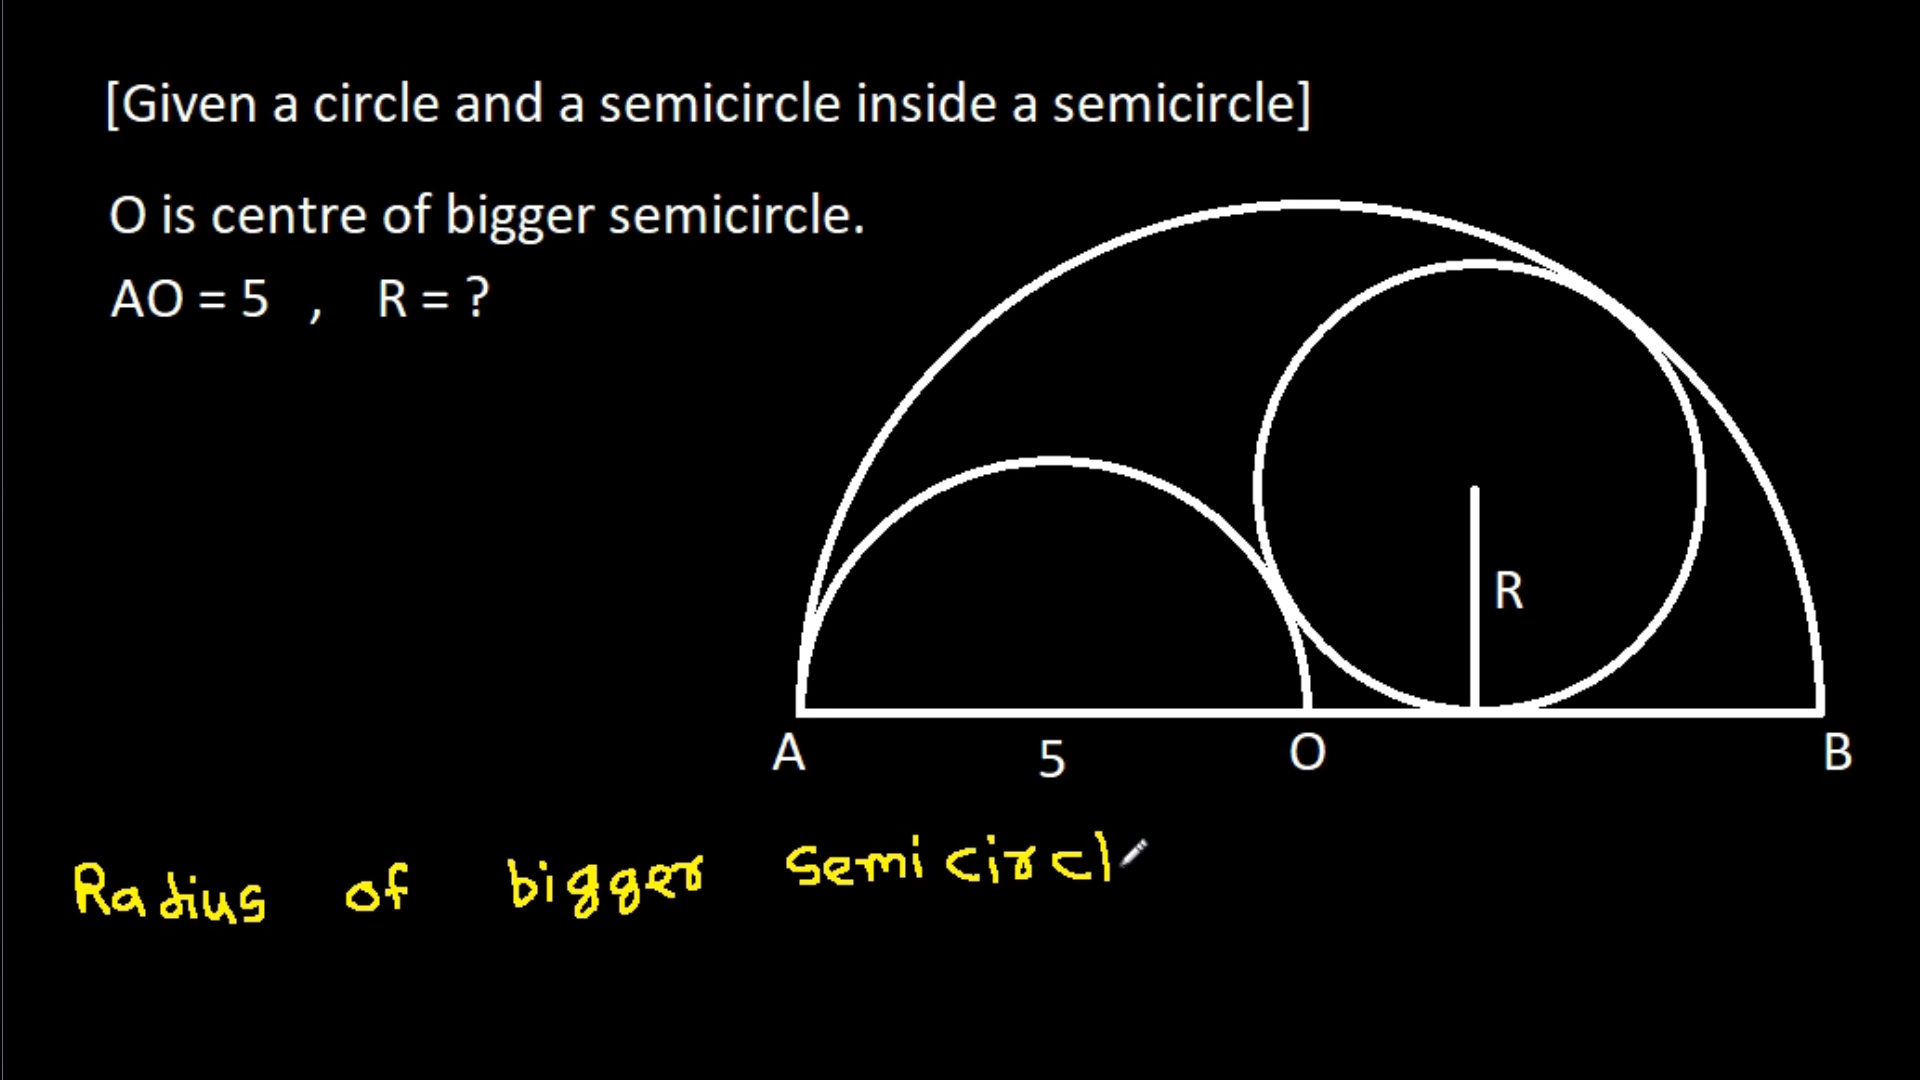 [Given a circle and a semicircle inside a semicircle]
O is centre of bigger semicircle.
AO = 5 , R = ?
R
A 5 O B
Radius of bigger semicircl